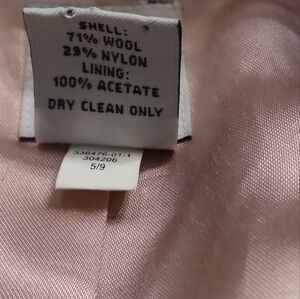 SHELL:
71% WOOL
29% NYLON
LINING:
100% ACETATE
DRY CLEAN ONLY
336476-01-1
304206
5/9